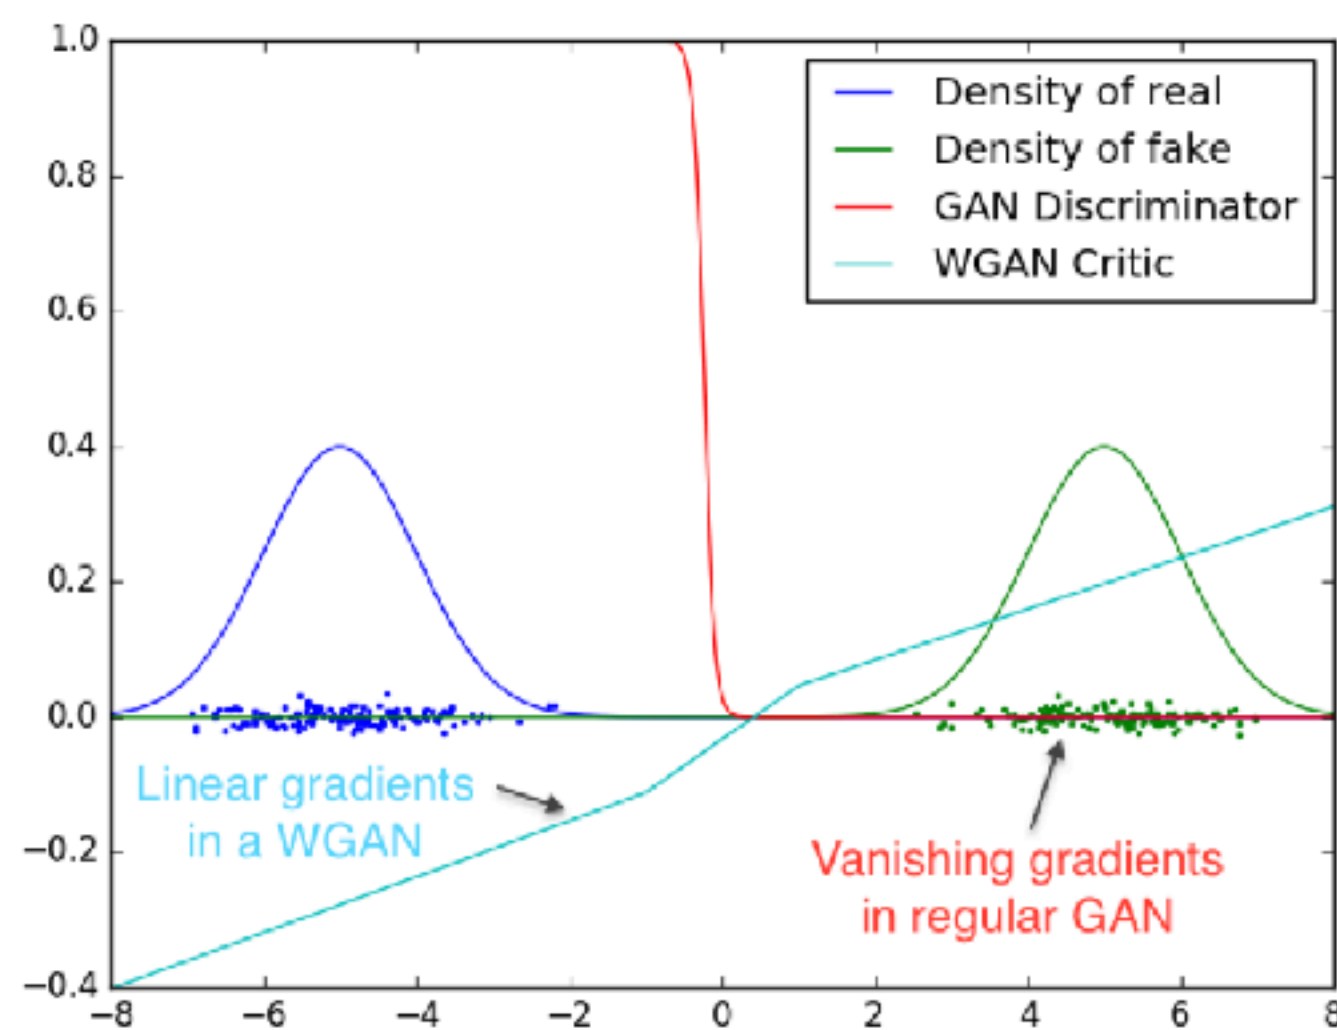 1.0
0.8
0.6
0.4
0.2
0.0
−0.2
−0.4
Density of real
Density of fake
GAN Discriminator
WGAN Critic
Linear gradients
in a WGAN
Vanishing gradients
in regular GAN
−8 −6 −4 −2 0 2 4 6 8